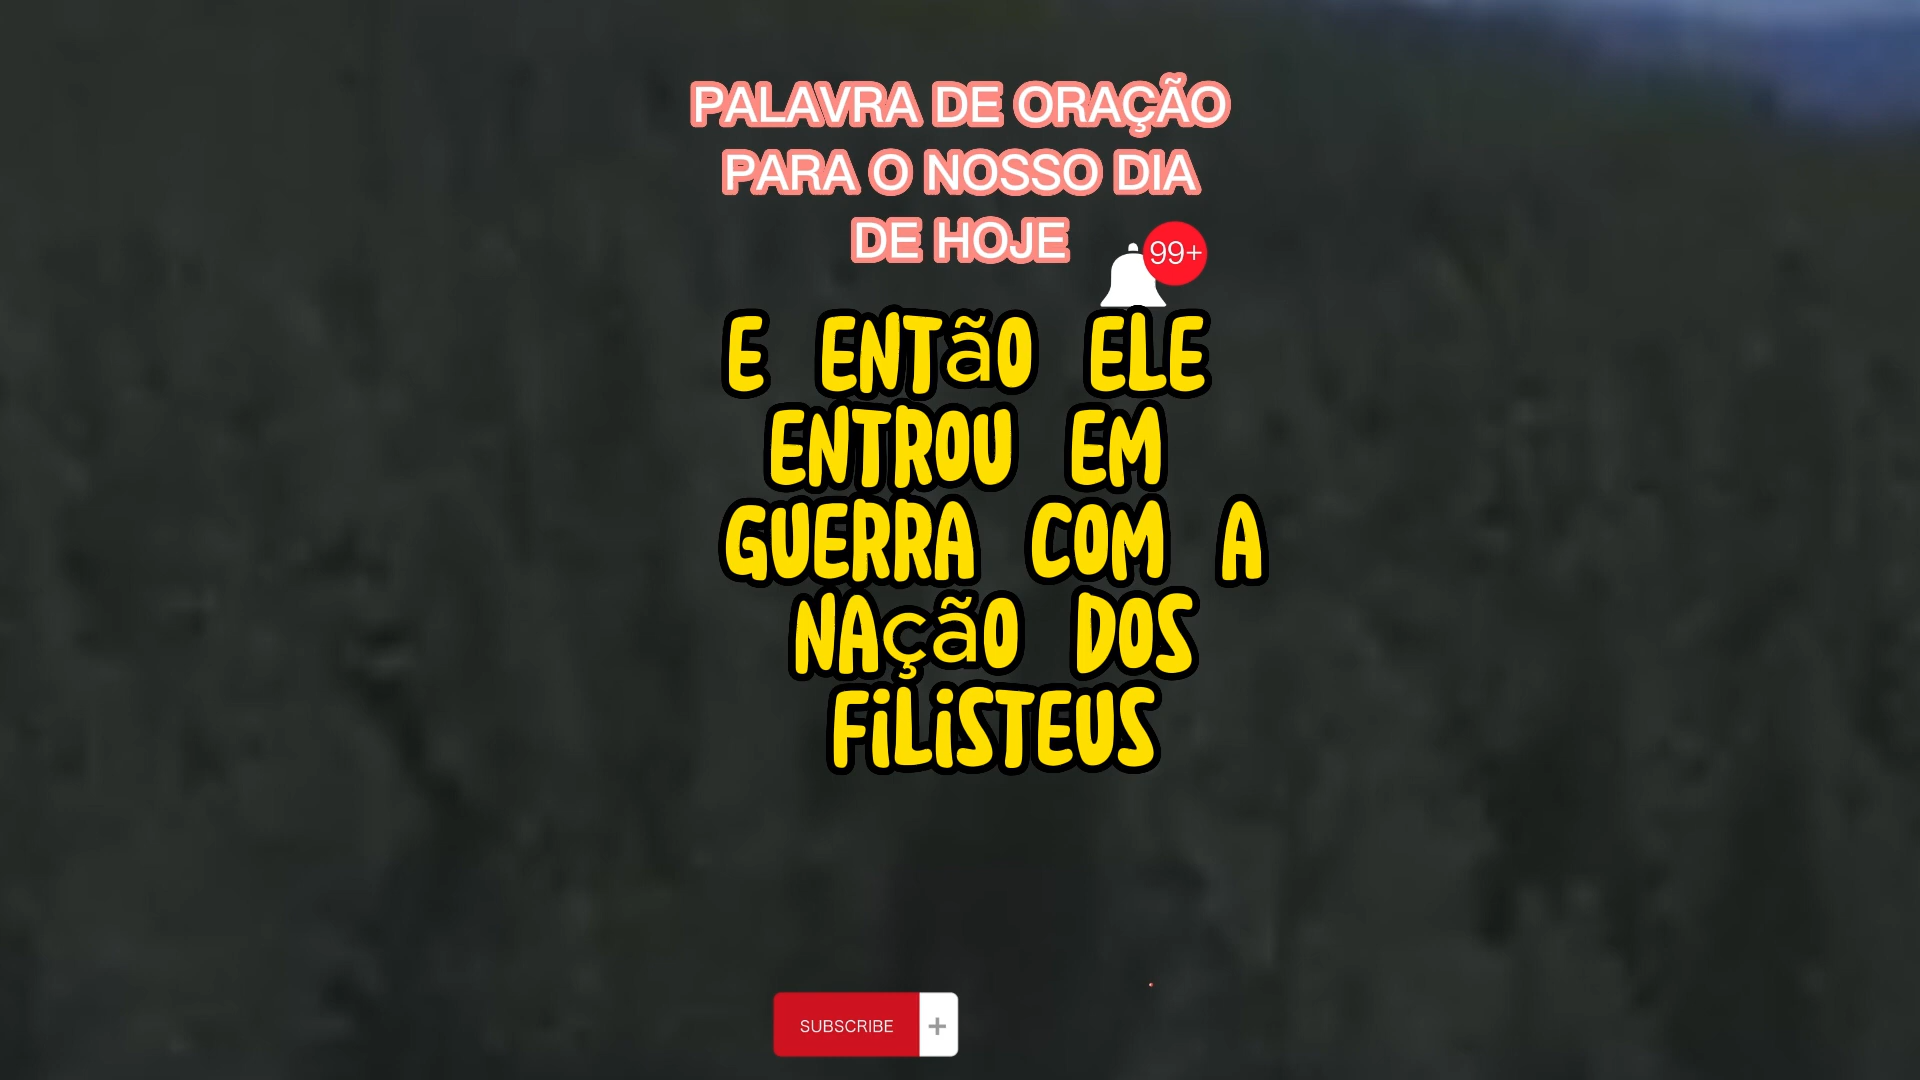 PALAVRA DE ORAÇÃO
PARA O NOSSO DIA
DE HOJE
99+
E ENTãO ELE
ENTROU EM
GUERRA COM A
NAçãO DOS
FiLiSTEUS
SUBSCRIBE +